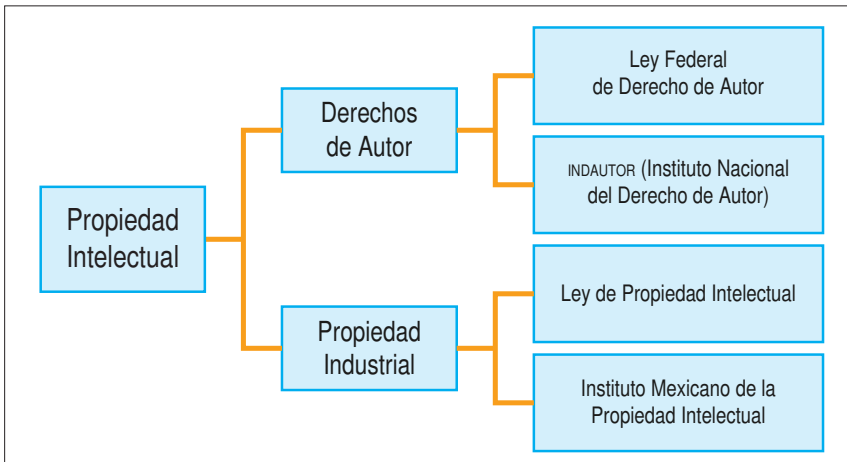 Propiedad
Intelectual
Derechos
de Autor
Ley Federal
de Derecho de Autor
INDAUTOR (Instituto Nacional
del Derecho de Autor)
Propiedad
Industrial
Ley de Propiedad Intelectual
Instituto Mexicano de la
Propiedad Intelectual